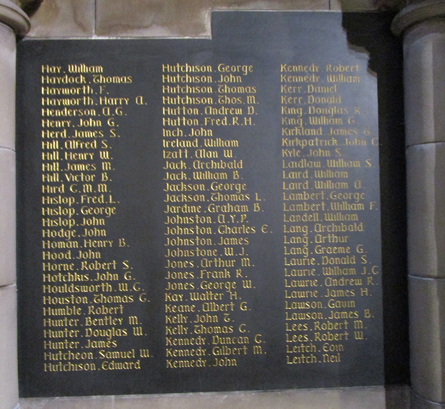 Hay. William
Haydock. Thomas
Hayworth. F.
Hayworth. Harry A.
Henderson. A.G.
Henry. John G.
Herd. James S.
Hill. Alfred S.
Hill. Henry W.
Hill. James M.
Hill. Victor B.
Hird. C.M.M.
Hislop. Fred. L.
Hislop. George
Hislop. John
Hodge. John
Homan. Henry B.
Hood. John
Horne. Robert S.
Hotchkis. John G.
Houldsworth. W.G.
Houston. Thomas G.
Humble. Robert
Hunter. Bentley M.
Hunter. Douglas W.
Hunter. James
Hutcheon. Samuel W.
Hutchison. Edward
Hutchison. George
Hutchison. John
Hutchison. Thomas
Hutchison. Thos. M.
Hutton. Andrew D.
Hutton. Fred. R.H.
Inch. John
Ireland. William
Izatt. Alan W.
Jack. Archibald
Jack. William B.
Jackson. George
Jackson. Thomas L.
Jardine. Graham B.
Johnston. A.Y.P.
Johnston. Charles E.
Johnston. James
Johnstone. W.J.
Jones. Arthur M.
Jones. Frank R.
Jones. George W.
Kay. Walter H.
Keane. Albert G.
Kelly. John T.
Kelly. Thomas C.
Kennedy. Duncan G.
Kennedy. Gilbert M.
Kennedy. John
Kennedy. Robert
Kennedy. William
Kerr. Daniel
Kerr. Donald
King. Douglas R.
King. William G.
Kirkland. James G.
Kirkpatrick. John C.
Kyle. John S.
Laidlaw. William S.
Laird. William
Laird. William A.
Lambert. George
Lambert. William F.
Landell. William
Lang. Archibald
Lang. Arthur
Lang. Graeme G.
Laurie. Donald S.
Laurie. William J.C.
Lawrie. Andrew P.
Lawrie. James H.
Lawson. Gavin
Lawson. James B.
Lees. Robert M.
Lees. Robert W.
Leitch. Eoin
Leitch. Neil